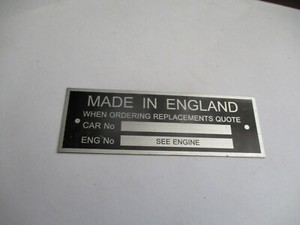 MADE IN ENGLAND
WHEN ORDERING REPLACEMENTS QUOTE
CAR No
ENG No SEE ENGINE